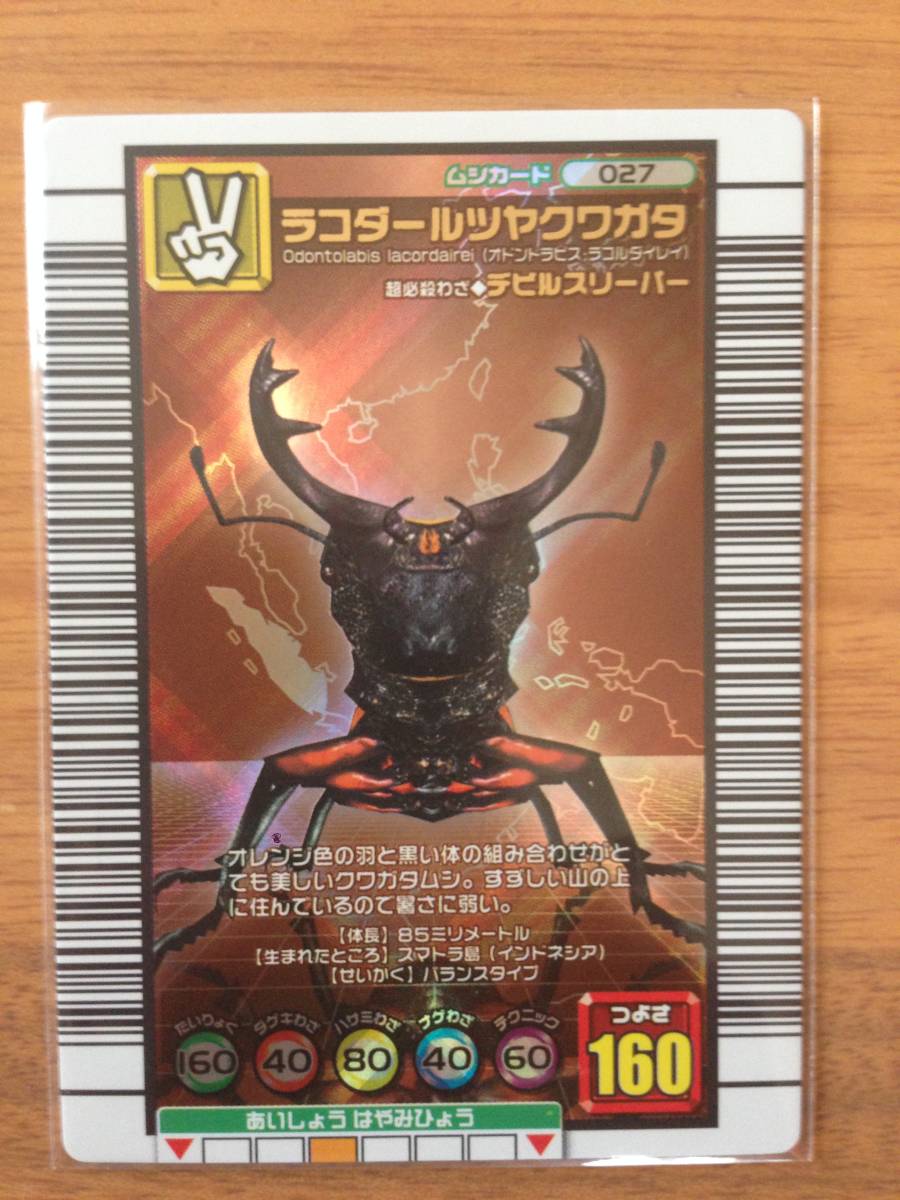 ムシカード 027
ラコダールツヤクワガタ
Odontolabis lacordairei (オドントラビス・ラコルダイレイ)
超必殺わざ◆デビルスリーパー
オレンジ色の羽と黒い体の組み合わせがと
ても美しいクワガタムシ。すずしい山の上
に住んでいるので暑さに弱い。
【体長】85ミリメートル
【生まれたところ】スマトラ島(インドネシア)
【せいかく】バランスタイプ
たいりょく ダゲキわざ ハサミわざ ナゲわざ テクニック つよさ
160 40 80 40 60 160
あいしょう はやみひょう